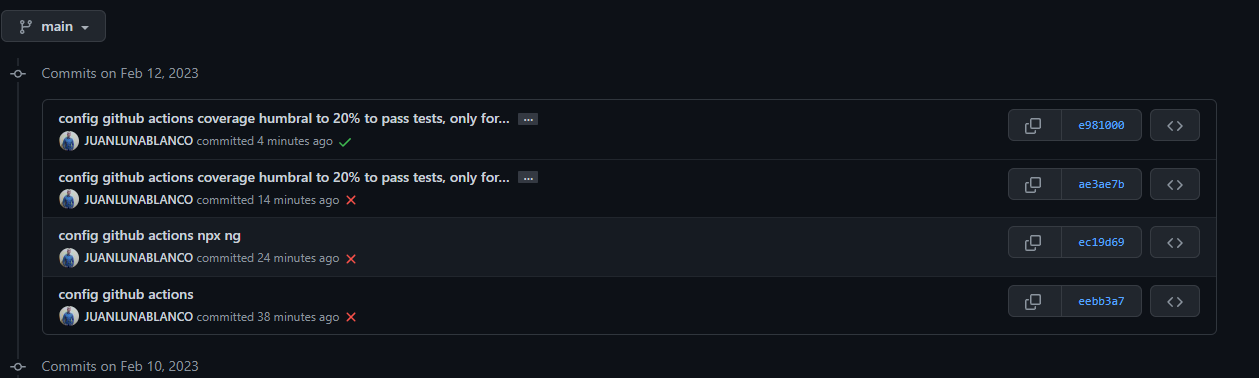 main
Commits on Feb 12, 2023
config github actions coverage humbral to 20% to pass tests, only for... ...
JUANLUNABLANCO committed 4 minutes ago
e981000
config github actions coverage humbral to 20% to pass tests, only for... ...
JUANLUNABLANCO committed 14 minutes ago
ae3ae7b
config github actions npx ng
JUANLUNABLANCO committed 24 minutes ago
ec19d69
config github actions
JUANLUNABLANCO committed 38 minutes ago
eebb3a7
Commits on Feb 10, 2023